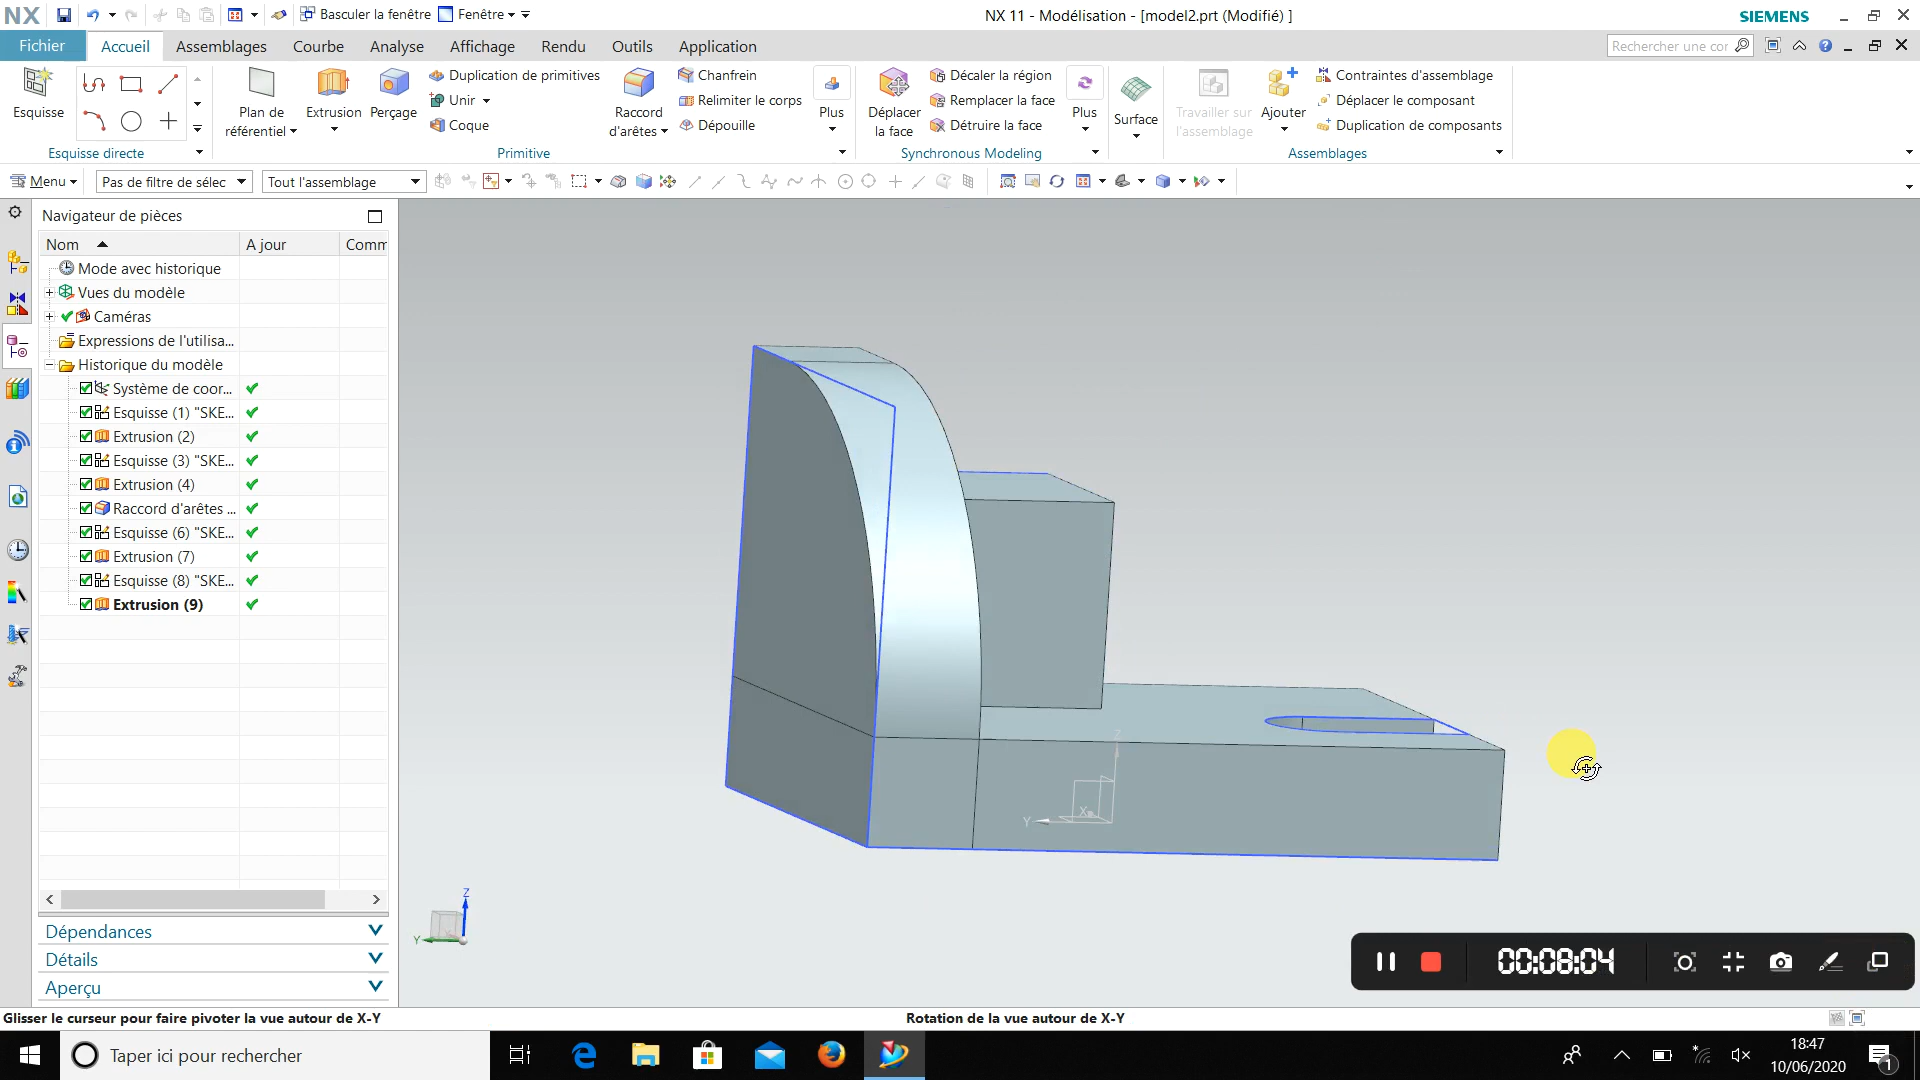 NX
Basculer la fenêtre
Fenêtre
NX 11 - Modélisation - [model2.prt (Modifié) ]
SIEMENS
Fichier
Accueil
Assemblages
Courbe
Analyse
Affichage
Rendu
Outils
Application
Rechercher une cor
Esquisse
Esquisse directe
Plan de
référentiel
Extrusion
Perçage
Duplication de primitives
Unir
Coque
Raccord
d'arêtes
Chanfrein
Relimiter le corps
Dépouille
Plus
Primitive
Déplacer
la face
Décaler la région
Remplacer la face
Détruire la face
Plus
Synchronous Modeling
Surface
Travailler sur
l'assemblage
Ajouter
Contraintes d'assemblage
Déplacer le composant
Duplication de composants
Assemblages
Menu
Pas de filtre de sélec
Tout l'assemblage
Navigateur de pièces
Nom
A jour
Comm
Mode avec historique
Vues du modèle
Caméras
Expressions de l'utilisa...
Historique du modèle
Système de coor...
Esquisse (1) "SKE...
Extrusion (2)
Esquisse (3) "SKE...
Extrusion (4)
Raccord d'arêtes ...
Esquisse (6) "SKE...
Extrusion (7)
Esquisse (8) "SKE...
Extrusion (9)
Dépendances
Détails
Aperçu
Z
Y
X
Z
Y
00:08:04
Glisser le curseur pour faire pivoter la vue autour de X-Y
Rotation de la vue autour de X-Y
Taper ici pour rechercher
18:47
10/06/2020
1